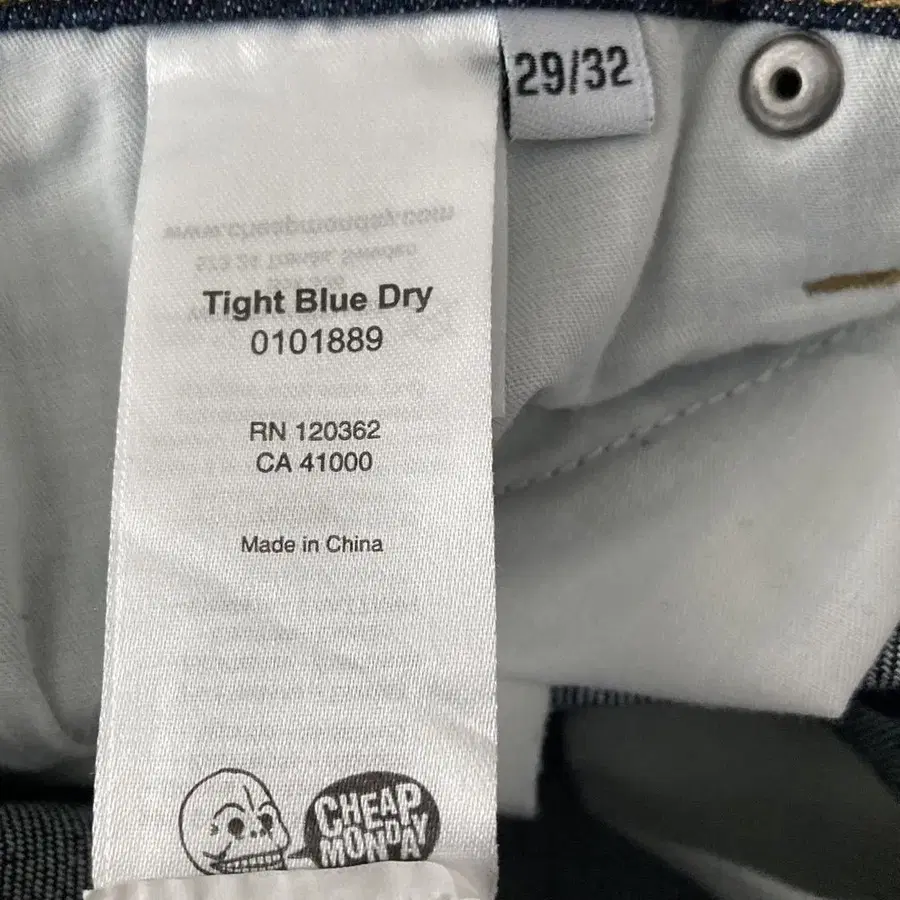 29/32
Tight Blue Dry
0101889
RN 120362
CA 41000
Made in China
CHEAP
MONDAY